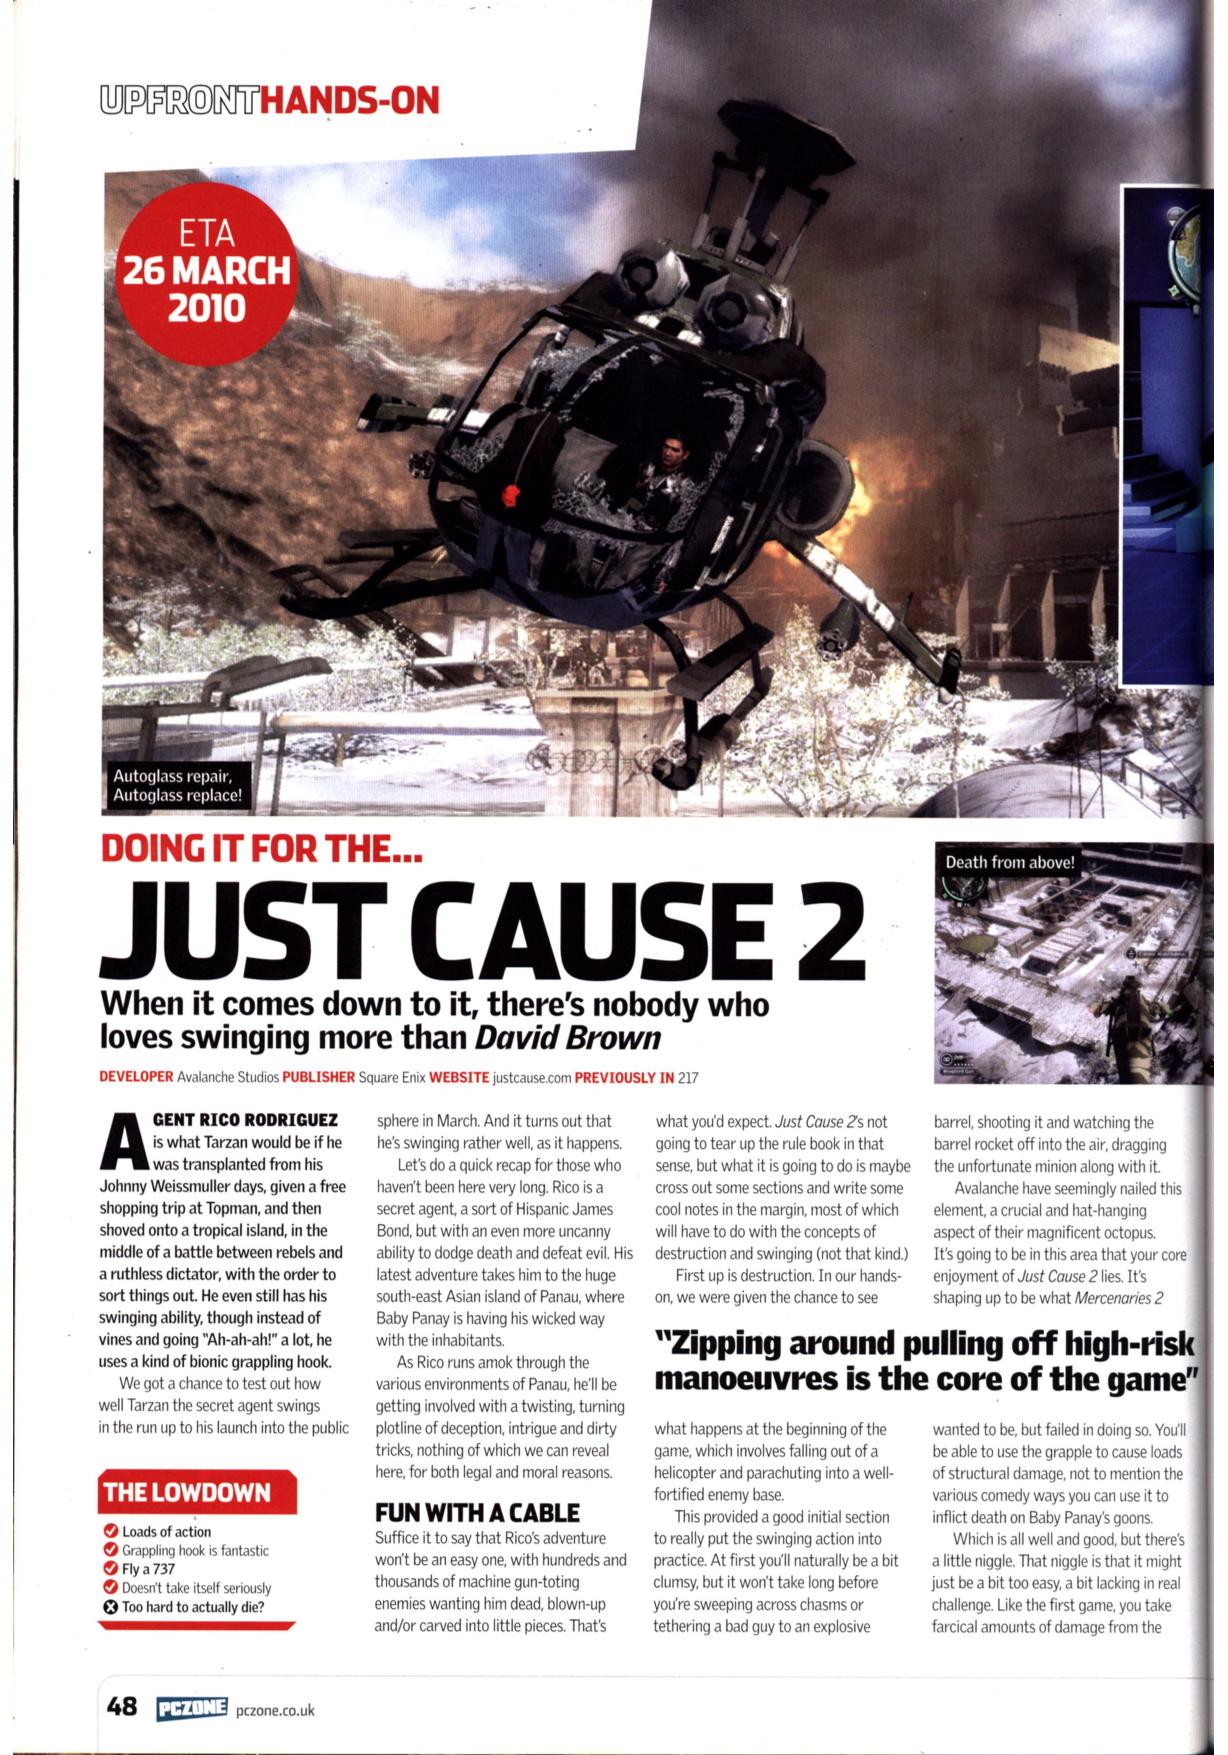 UPFRONTHANDS-ON
ETA
26 MARCH
2010
Autoglass repair,
Autoglass replace!
DOING IT FOR THE...
JUST CAUSE 2
When it comes down to it, there's nobody who
loves swinging more than David Brown
DEVELOPER Avalanche Studios PUBLISHER Square Enix WEBSITE justcause.com PREVIOUSLY IN 217
Death from above!
AGENT RICO RODRIGUEZ
is what Tarzan would be if he
was transplanted from his
Johnny Weissmuller days, given a free
shopping trip at Topman, and then
shoved onto a tropical island, in the
middle of a battle between rebels and
a ruthless dictator, with the order to
sort things out. He even still has his
swinging ability, though instead of
vines and going "Ah-ah-ah!" a lot, he
uses a kind of bionic grappling hook.
We got a chance to test out how
well Tarzan the secret agent swings
in the run up to his launch into the public
THE LOWDOWN
Loads of action
Grappling hook is fantastic
Fly a 737
Doesn't take itself seriously
Too hard to actually die?
sphere in March. And it turns out that
he's swinging rather well, as it happens.
Let's do a quick recap for those who
haven't been here very long. Rico is a
secret agent, a sort of Hispanic James
Bond, but with an even more uncanny
ability to dodge death and defeat evil. His
latest adventure takes him to the huge
south-east Asian island of Panau, where
Baby Panay is having his wicked way
with the inhabitants.
As Rico runs amok through the
various environments of Panau, he'll be
getting involved with a twisting, turning
plotline of deception, intrigue and dirty
tricks, nothing of which we can reveal
here, for both legal and moral reasons.
FUN WITH A CABLE
Suffice it to say that Rico's adventure
won't be an easy one, with hundreds and
thousands of machine gun-toting
enemies wanting him dead, blown-up
and/or carved into little pieces. That's
what you'd expect. Just Cause 2's not
going to tear up the rule book in that
sense, but what it is going to do is maybe
cross out some sections and write some
cool notes in the margin, most of which
will have to do with the concepts of
destruction and swinging (not that kind.)
First up is destruction. In our hands-
on, we were given the chance to see
"Zipping around pulling off high-risk
manoeuvres is the core of the game"
what happens at the beginning of the
game, which involves falling out of a
helicopter and parachuting into a well-
fortified enemy base.
This provided a good initial section
to really put the swinging action into
practice. At first you'll naturally be a bit
clumsy, but it won't take long before
you're sweeping across chasms or
tethering a bad guy to an explosive
barrel, shooting it and watching the
barrel rocket off into the air, dragging
the unfortunate minion along with it.
Avalanche have seemingly nailed this
element, a crucial and hat-hanging
aspect of their magnificent octopus.
It's going to be in this area that your core
enjoyment of Just Cause 2 lies. It's
shaping up to be what Mercenaries 2
wanted to be, but failed in doing so. You'll
be able to use the grapple to cause loads
of structural damage, not to mention the
various comedy ways you can use it to
inflict death on Baby Panay's goons.
Which is all well and good, but there's
a little niggle. That niggle is that it might
just be a bit too easy, a bit lacking in real
challenge. Like the first game, you take
farcical amounts of damage from the
48 PCZONE pczone.co.uk